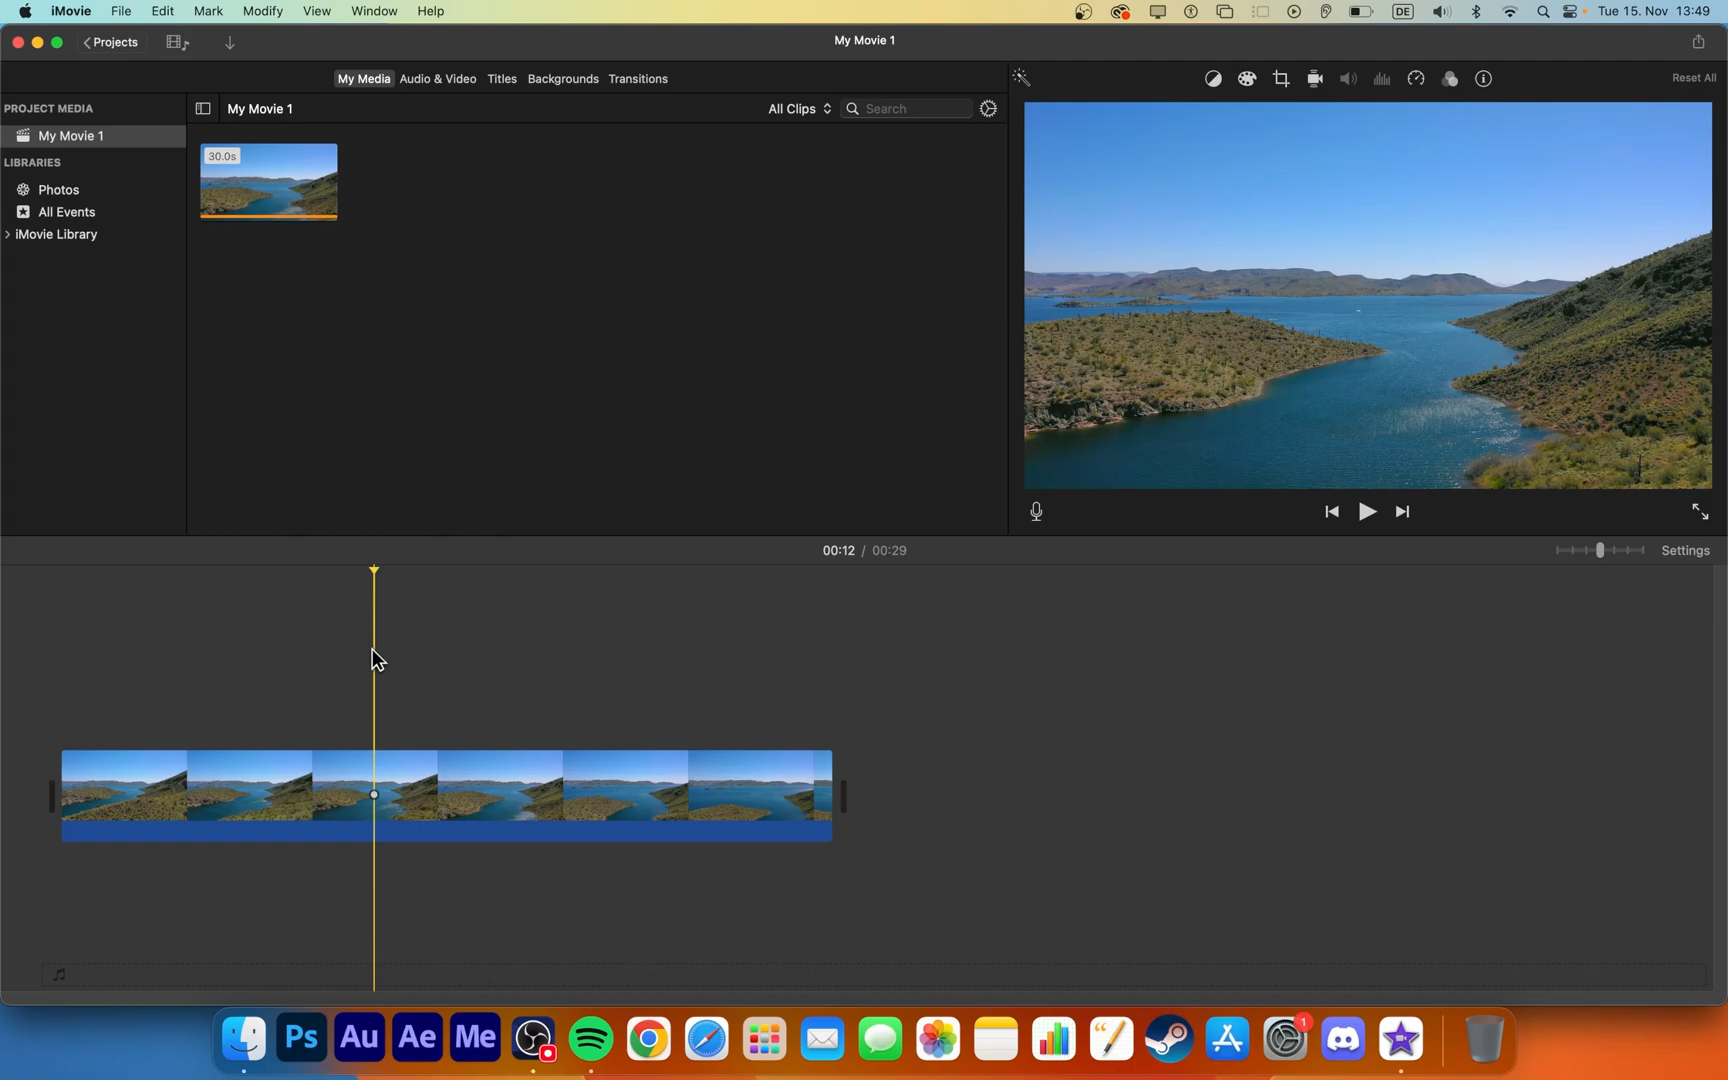 iMovie File Edit Mark Modify View Window Help DE Tue 15. Nov 13:49
Projects My Movie 1
My Media Audio & Video Titles Backgrounds Transitions Reset All
PROJECT MEDIA
My Movie 1
LIBRARIES
Photos
All Events
iMovie Library
My Movie 1 All Clips Search
30.0s
00:12 / 00:29 Settings
Ps Au Ae Me 1